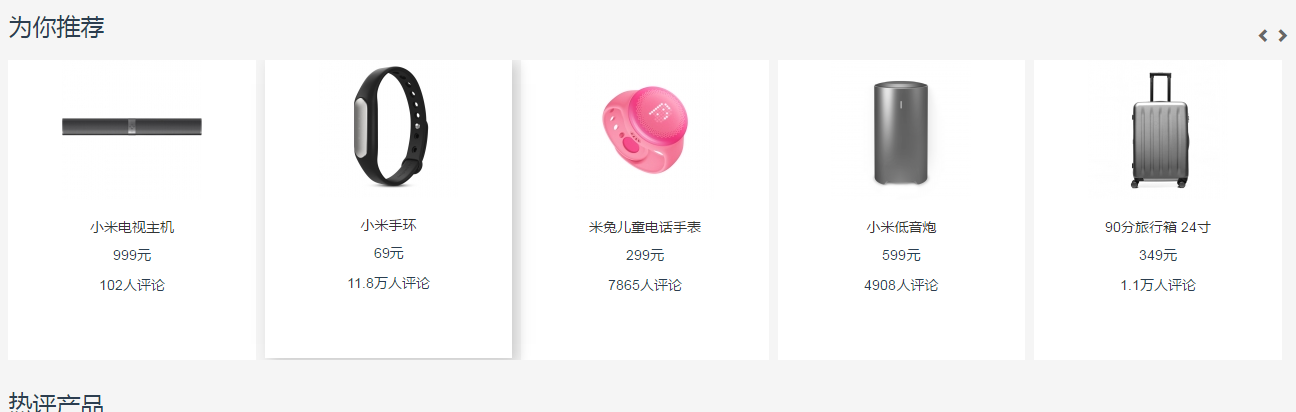 为你推荐
小米电视主机
999元
102人评论
小米手环
69元
11.8万人评论
米兔儿童电话手表
299元
7865人评论
小米低音炮
599元
4908人评论
90分旅行箱 24寸
349元
1.1万人评论
热评产品